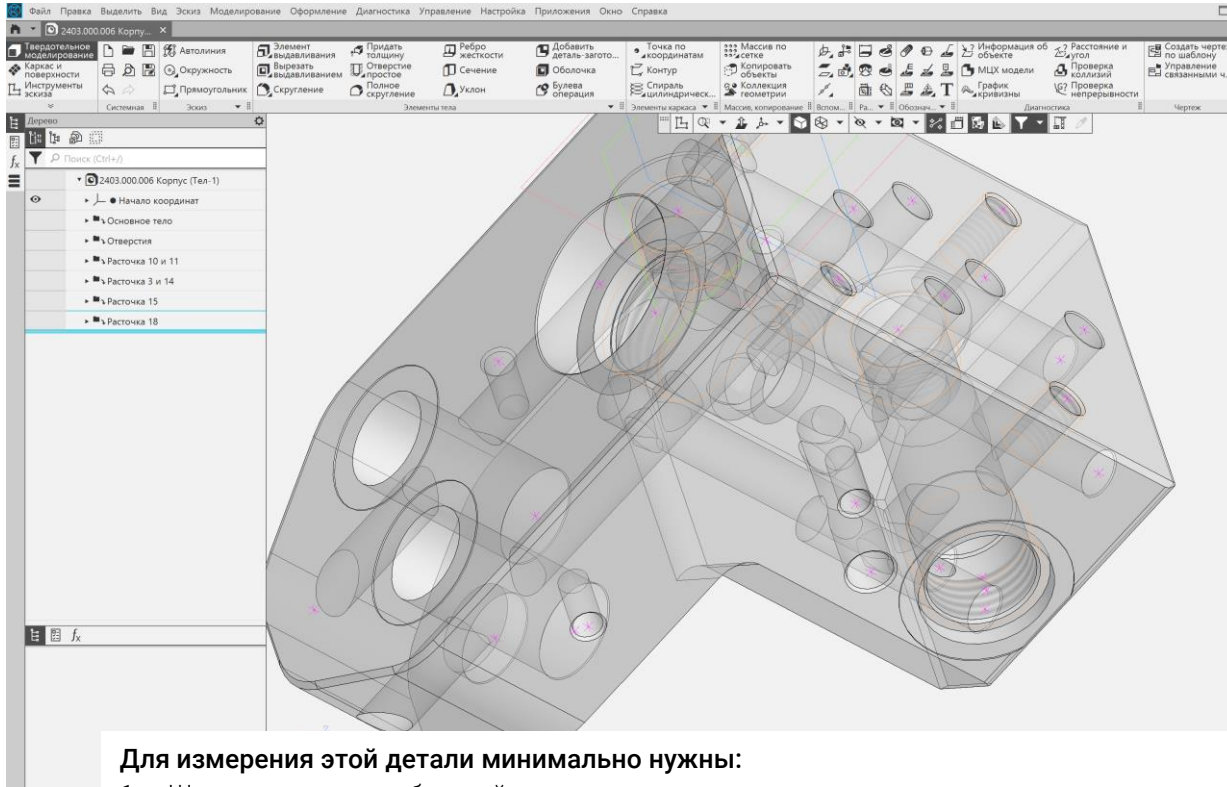 Файл Правка Выделить Вид Эскиз Моделирование Оформление Диагностика Управление Настройка Приложения Окно Справка
2403.000.006 Корпу...
Твердотельное моделирование
Каркас и поверхности
Инструменты эскиза
Системная
Автолиния
Окружность
Прямоугольник
Эскиз
Элемент выдавливания
Вырезать выдавливанием
Скругление
Придать толщину
Отверстие простое
Полное скругление
Ребро жесткости
Сечение
Уклон
Добавить деталь-загото...
Оболочка
Булева операция
Элементы тела
Точка по координатам
Контур
Спираль цилиндрическ...
Элементы каркаса
Массив по сетке
Копировать объекты
Коллекция геометрии
Массив, копирование
Вспом...
Ра...
Обознач...
Информация об объекте
МЦХ модели
График кривизны
Расстояние и угол
Проверка коллизий
Проверка непрерывности
Диагностика
Создать черте
по шаблону
Управление
связанными ч
Чертеж
Дерево
Поиск (Ctrl+/)
2403.000.006 Корпус (Тел-1)
Начало координат
Основное тело
Отверстия
Расточка 10 и 11
Расточка 3 и 14
Расточка 15
Расточка 18
Для измерения этой детали минимально нужны: